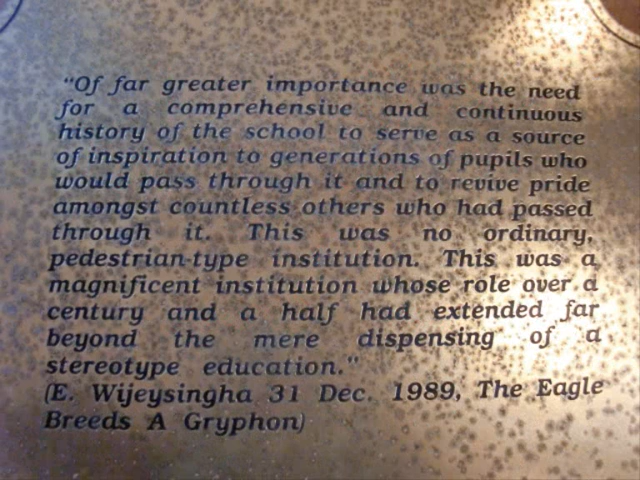 "Of far greater importance was the need
for a comprehensive and continuous
history of the school to serve as a source
of inspiration to generations of pupils who
would pass through it and to revive pride
amongst countless others who had passed
through it. This was no ordinary,
pedestrian-type institution. This was a
magnificent institution whose role over a
century and a half had extended far
beyond the mere dispensing of a
stereotype education."
(E. Wijeysingha 31 Dec. 1989, The Eagle
Breeds A Gryphon)